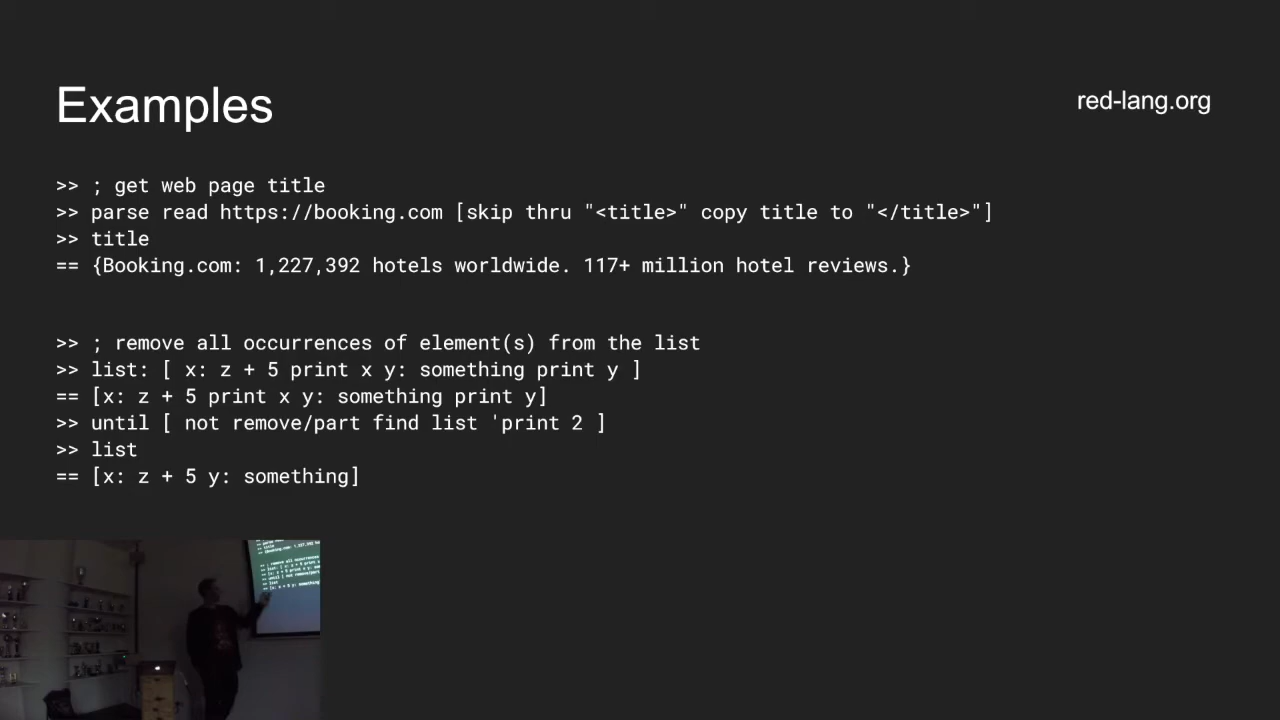 Examples
red-lang.org
>> ; get web page title
>> parse read https://booking.com [skip thru "<title>" copy title to "</title>"]
>> title
== {Booking.com: 1,227,392 hotels worldwide. 117+ million hotel reviews.}
>> ; remove all occurrences of element(s) from the list
>> list: [ x: z + 5 print x y: something print y ]
== [x: z + 5 print x y: something print y]
>> until [ not remove/part find list 'print 2 ]
>> list
== [x: z + 5 y: something]